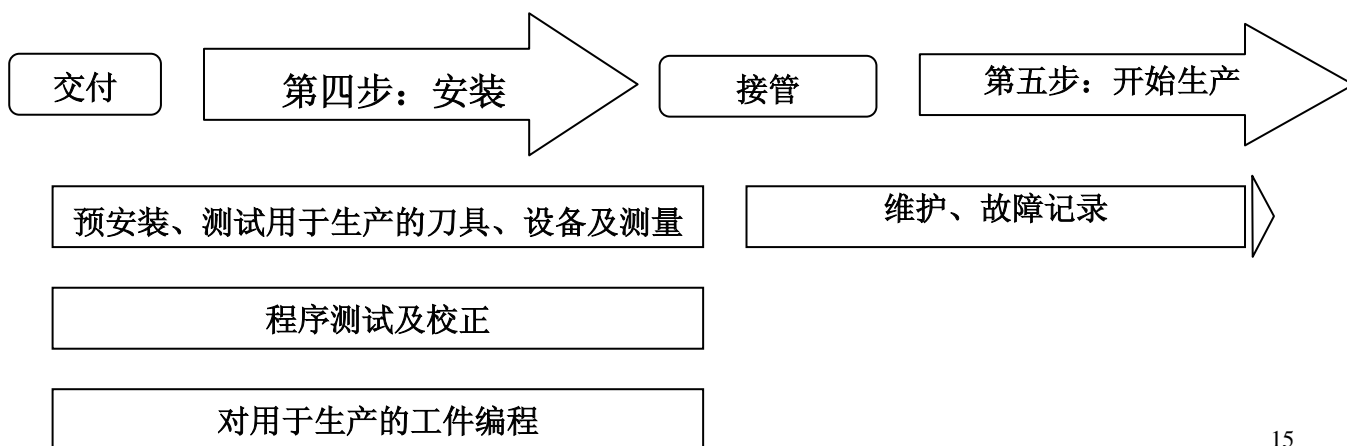 交付
第四步：安装
接管
第五步：开始生产
预安装、测试用于生产的刀具、设备及测量
维护、故障记录
程序测试及校正
对用于生产的工件编程
15